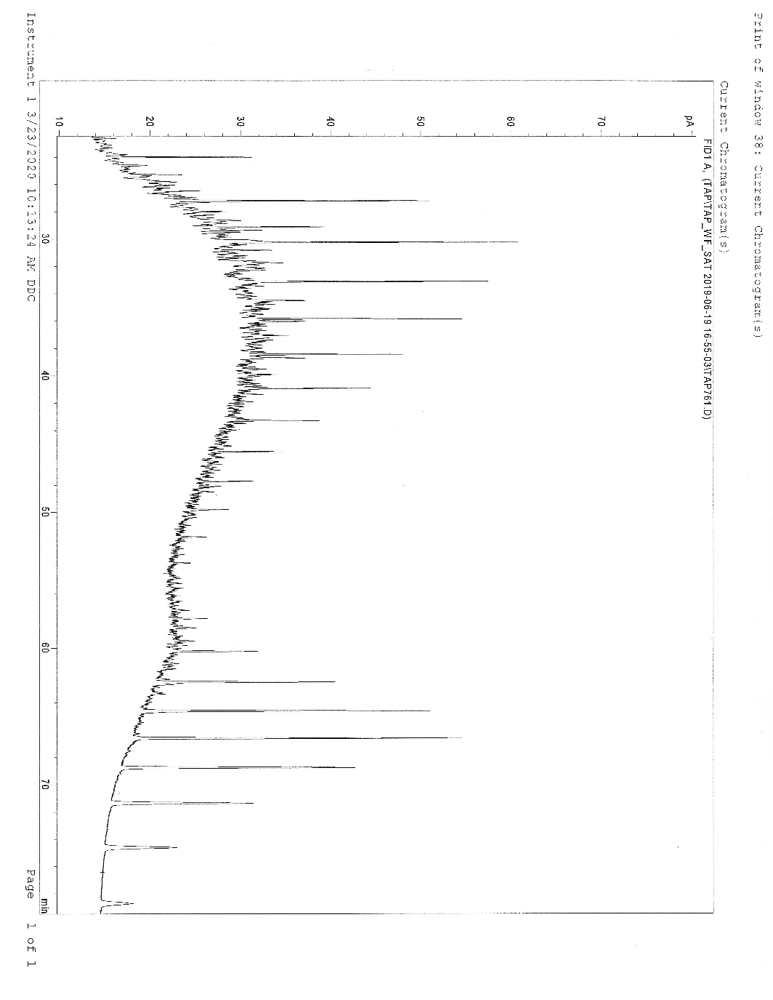 Print of window 38: Current Chromatogram(s)
Current Chromatogram(s)
FID1 A, (TAP\TAP_WF_SAT 2019-06-19 16-55-03\TAP761.D)
pA
70
60
50
40
30
20
10
30
40
50
60
70
min
Instrument 1 3/23/2020 10:13:24 AM DDC
Page 1 of 1